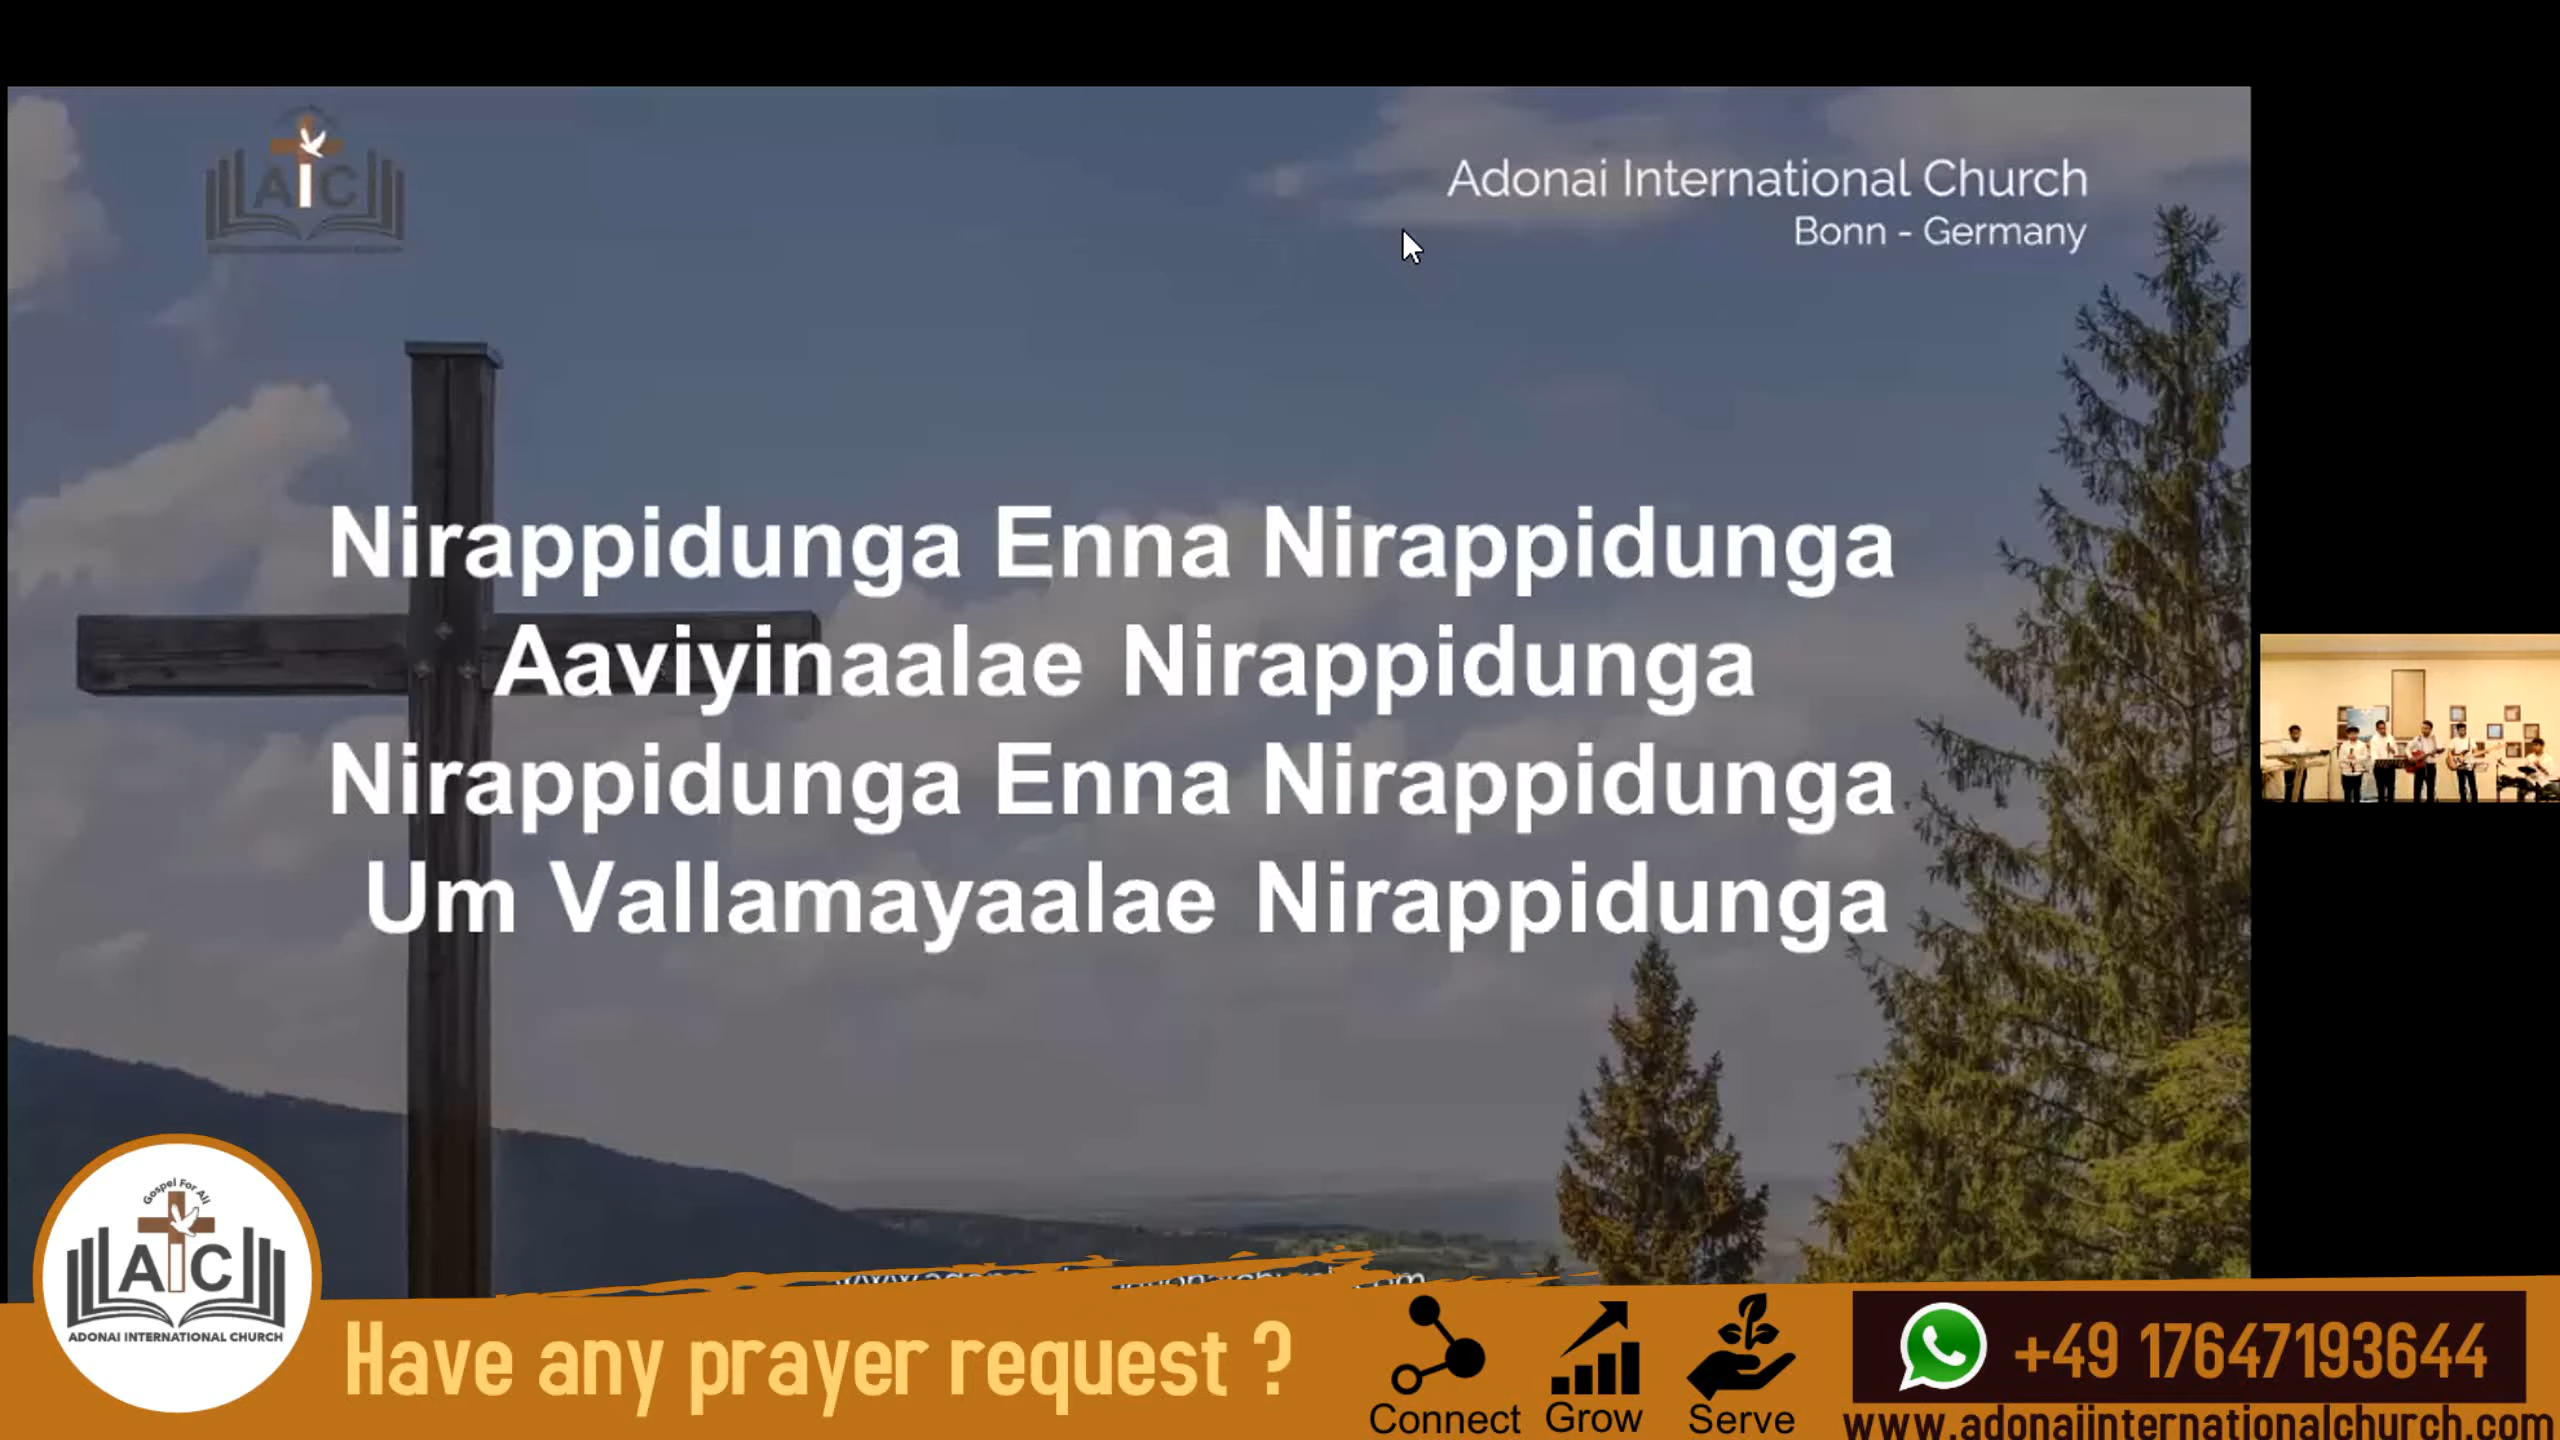 AIC
Adonai International Church
Bonn - Germany
Nirappidunga Enna Nirappidunga
Aaviyinaalae Nirappidunga
Nirappidunga Enna Nirappidunga
Um Vallamayaalae Nirappidunga
Gospel For All
AIC
ADONAI INTERNATIONAL CHURCH
Have any prayer request ?
Connect Grow Serve
+49 17647193644
www.adonaiinternationalchurch.com